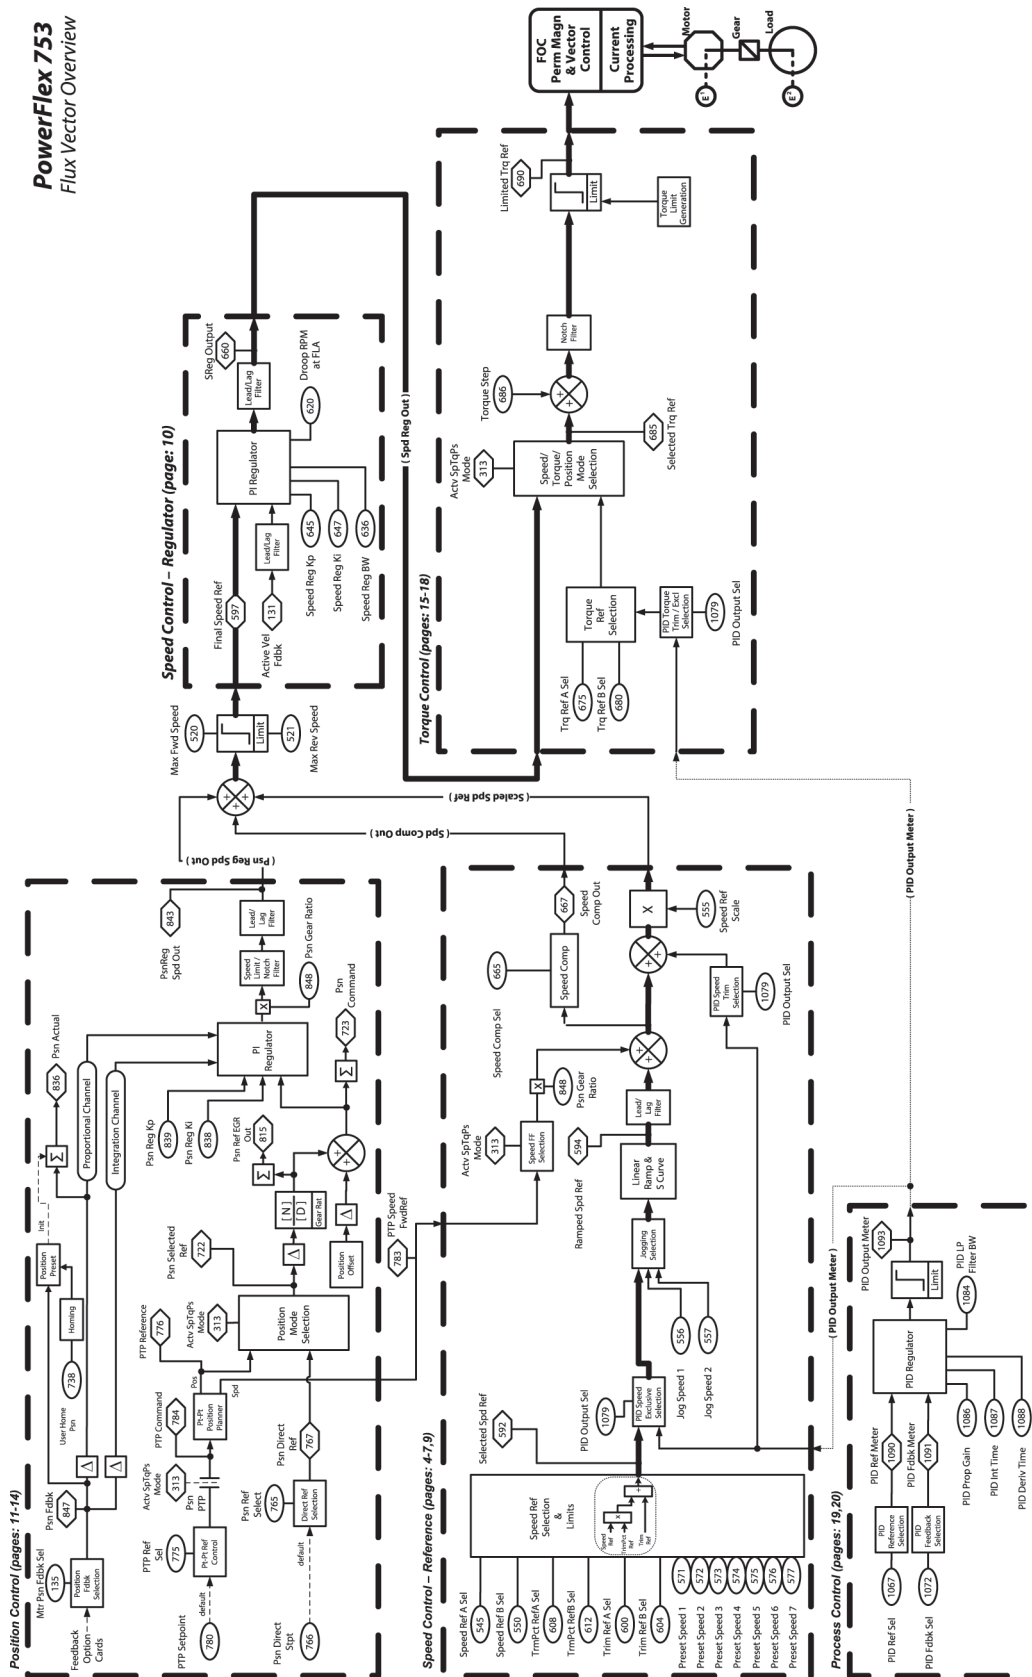 PowerFlex 753
Flux Vector Overview
Position Control (pages: 11-14)
Mtr Psn Fdbk Sel
135
Position
Fdbk
Selection
Feedback
Option
Cards
Psn Fdbk
847
Δ
Δ
User Home
Psn
738
Homing
Position
Preset
Init
Σ
836
Psn Actual
Proportional Channel
Integration Channel
PTP Ref
Sel
775
Pt-Pt Ref
Control
PTP Setpoint
780
default
Actv SpTqPs
Mode
313
Psn
PTP
PTP Command
784
Pt-Pt
Position
Planner
Pos
Spd
PTP Reference
776
Psn Ref
Select
765
Direct Ref
Selection
Psn Direct
Stpt
766
default
Psn Direct
Ref
767
Actv SpTqPs
Mode
313
Position
Mode
Selection
Psn Selected
Ref
722
Δ
[ N ]
[ D ]
Gear Rat
Σ
Psn Ref EGR
Out
815
Position
Offset
Δ
+
+
PTP Speed
FwdRef
783
Psn Reg Kp
839
Psn Reg Ki
838
PI
Regulator
Σ
723
Psn
Command
X
848
Psn Gear Ratio
Speed
Limit /
Notch
Filter
Lead/
Lag
Filter
PsnReg
Spd Out
843
( Psn Reg Spd Out )
( Spd Comp Out )
( Scaled Spd Ref )
+
+
+
Max Fwd Speed
520
Limit
521
Max Rev Speed
Speed Control – Regulator (page: 10)
Final Speed Ref
597
Active Vel
Fdbk
131
Lead/Lag
Filter
PI Regulator
Speed Reg Kp
645
Speed Reg Ki
647
Speed Reg BW
636
Droop RPM
at FLA
620
Lead/Lag
Filter
SReg Output
660
( Spd Reg Out )
Speed Control – Reference (pages: 4-7,9)
Speed Ref A Sel
545
Speed Ref B Sel
550
TrmPct RefA Sel
608
TrmPct RefB Sel
612
Trim Ref A Sel
600
Trim Ref B Sel
604
Preset Speed 1
571
Preset Speed 2
572
Preset Speed 3
573
Preset Speed 4
574
Preset Speed 5
575
Preset Speed 6
576
Preset Speed 7
577
Speed Ref
Selection
&
Limits
Speed
Ref
TrimPct
Ref
Trim
Ref
x
+
Selected Spd Ref
592
PID Output Sel
1079
PID Speed
Exclusive
Selection
Jog Speed 1
556
Jog Speed 2
557
Jogging
Selection
Linear
Ramp &
S Curve
Ramped Spd Ref
594
Lead/
Lag
Filter
Actv SpTqPs
Mode
313
Speed FF
Selection
X
848
Psn Gear
Ratio
+
+
Speed Comp Sel
665
Speed Comp
667
Speed
Comp Out
+
+
PID Speed
Trim
Selection
1079
PID Output Sel
X
555
Speed Ref
Scale
Torque Control (pages: 15-18)
Trq Ref A Sel
675
Trq Ref B Sel
680
Torque
Ref
Selection
PID Torque
Trim / Excl
Selection
1079
PID Output Sel
Actv SpTqPs
Mode
313
Speed/
Torque/
Position
Mode
Selection
685
Selected Trq Ref
Torque Step
686
+
+
Notch
Filter
Limit
Torque
Limit
Generation
Limited Trq Ref
690
FOC
Perm Magn
& Vector
Control
Current
Processing
Motor
Gear
Load
E1
E2
Process Control (pages: 19,20)
PID Ref Sel
1067
PID
Reference
Selection
PID Ref Meter
1090
PID Fdbk Sel
1072
PID
Feedback
Selection
PID Fdbk Meter
1091
PID Regulator
PID Prop Gain
1086
PID Int Time
1087
PID Deriv Time
1088
PID LP
Filter BW
1084
Limit
PID Output Meter
1093
( PID Output Meter )
( PID Output Meter )